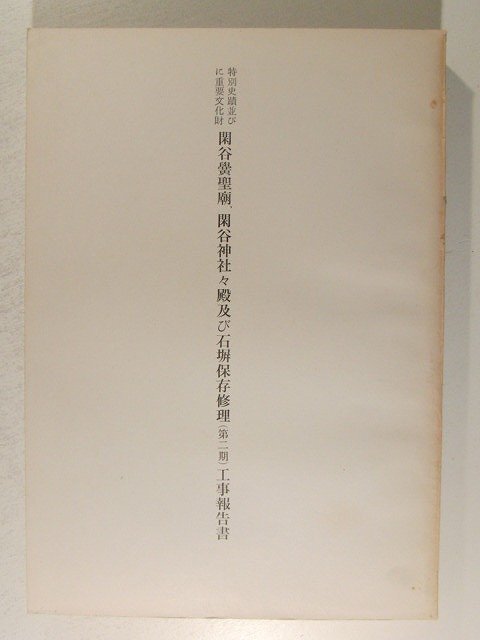 特別史蹟並び
に重要文化財
閑谷黌聖廟、閑谷神社々殿及び石塀保存修理(第二期)工事報告書